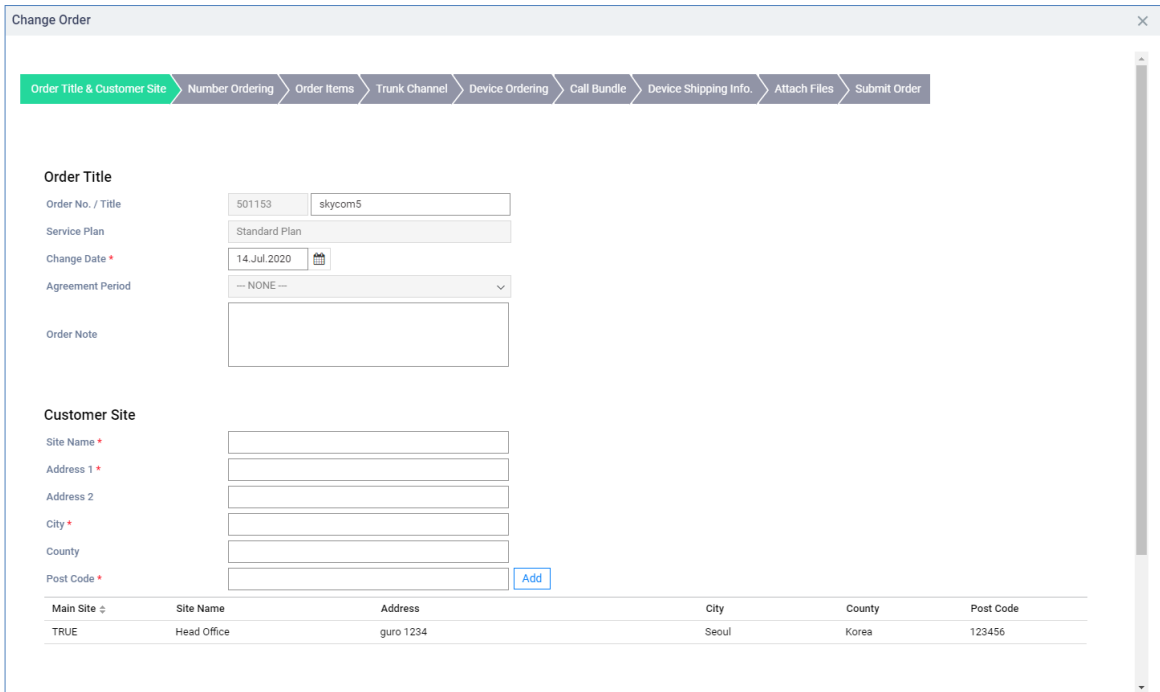 Change Order
Order Title & Customer Site Number Ordering Order Items Trunk Channel Device Ordering Call Bundle Device Shipping Info. Attach Files Submit Order
Order Title
Order No. / Title 501153 skycom5
Service Plan Standard Plan
Change Date * 14.Jul.2020
Agreement Period --- NONE ---
Order Note
Customer Site
Site Name *
Address 1 *
Address 2
City *
County
Post Code * Add
Main Site Site Name Address City County Post Code
TRUE Head Office guro 1234 Seoul Korea 123456